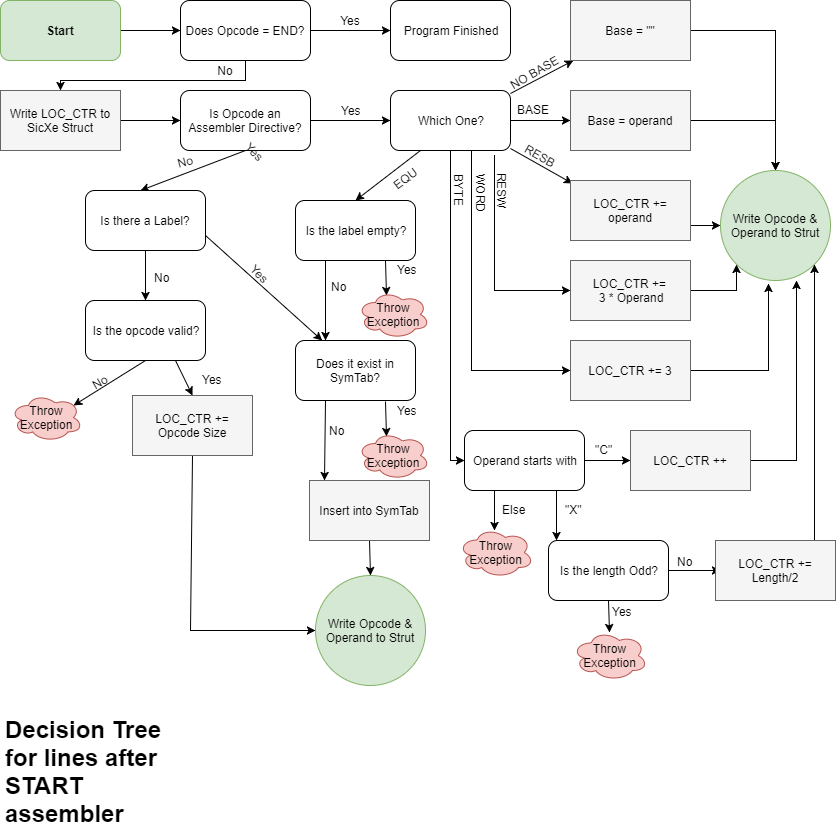 Start
Does Opcode = END?
Yes
Program Finished
Base = ""
No
NO BASE
Write LOC_CTR to
SicXe Struct
Is Opcode an
Assembler Directive?
Yes
Which One?
BASE
Base = operand
No
Yes
EQU
BYTE
WORD
RESW
RESB
LOC_CTR +=
operand
Write Opcode &
Operand to Strut
Is there a Label?
Is the label empty?
No
Yes
No
Yes
Throw
Exception
LOC_CTR +=
3 * Operand
Is the opcode valid?
Does it exist in
SymTab?
LOC_CTR += 3
No
Yes
Throw
Exception
LOC_CTR +=
Opcode Size
No
Yes
Throw
Exception
Operand starts with
"C"
LOC_CTR ++
Insert into SymTab
Else
"X"
Throw
Exception
Is the length Odd?
No
LOC_CTR +=
Length/2
Yes
Throw
Exception
Write Opcode &
Operand to Strut
Decision Tree
for lines after
START
assembler